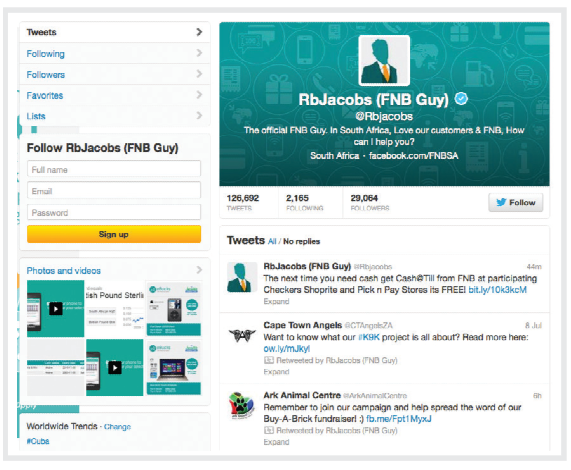 Tweets
Following
Followers
Favorites
Lists
Follow RbJacobs (FNB Guy)
Full name
Email
Password
Sign up
Photos and videos
tish Pound Sterli
Worldwide Trends · Change
#Cubs
RbJacobs (FNB Guy)
@Rbjacobs
The official FNB Guy. In South Africa, Love our customers & FNB, How
can I help you?
South Africa · facebook.com/FNBSA
126,692
TWEETS
2,165
FOLLOWING
29,064
FOLLOWERS
Follow
Tweets All / No replies
RbJacobs (FNB Guy) @Rbjacobs 44m
The next time you need cash get Cash@Till from FNB at participating
Checkers Shoprite and Pick n Pay Stores its FREE! bit.ly/10k3kcM
Expand
Cape Town Angels @CTAngelsZA 8 Jul
Want to know what our #K9K project is all about? Read more here:
ow.ly/mJkyl
Retweeted by RbJacobs (FNB Guy)
Expand
Ark Animal Centre @ArkAnimalCentre 6h
Remember to join our campaign and help spread the word of our
Buy-A-Brick fundraiser! :) fb.me/Fpt1MyxJ
Retweeted by RbJacobs (FNB Guy)
Expand